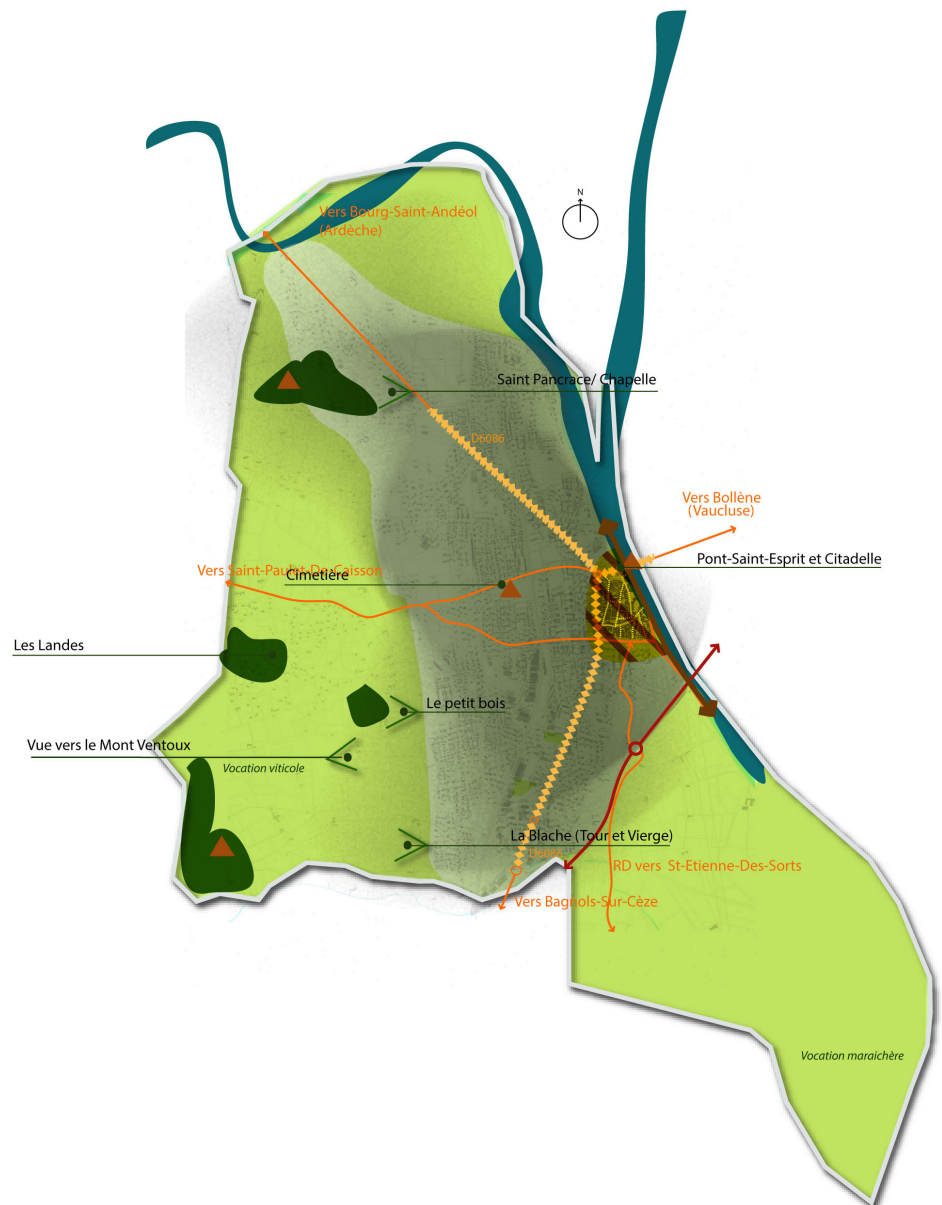 N
Vers Bourg-Saint-Andéol
(Ardèche)
Saint Pancrace/ Chapelle
D6086
Vers Bollène
(Vaucluse)
Pont-Saint-Esprit et Citadelle
Vers Saint-Paulet-De-Caisson
Cimetière
Les Landes
Le petit bois
Vue vers le Mont Ventoux
Vocation viticole
La Blache (Tour et Vierge)
D6086
RD vers St-Etienne-Des-Sorts
Vers Bagnols-Sur-Cèze
Vocation maraichère